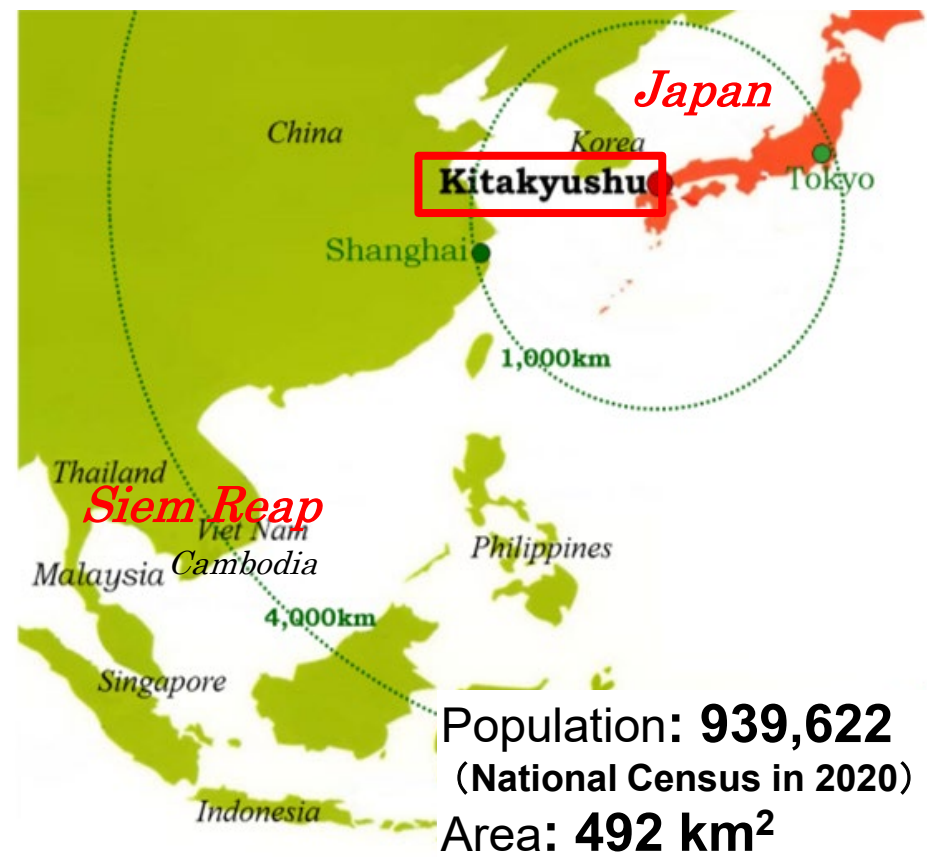 Japan
China
Korea
Kitakyushu
Tokyo
Shanghai
1,000km
Thailand
Siem Reap
Viet Nam
Philippines
Cambodia
Malaysia
4,000km
Singapore
Population: 939,622
（National Census in 2020）
Indonesia
Area: 492 km²